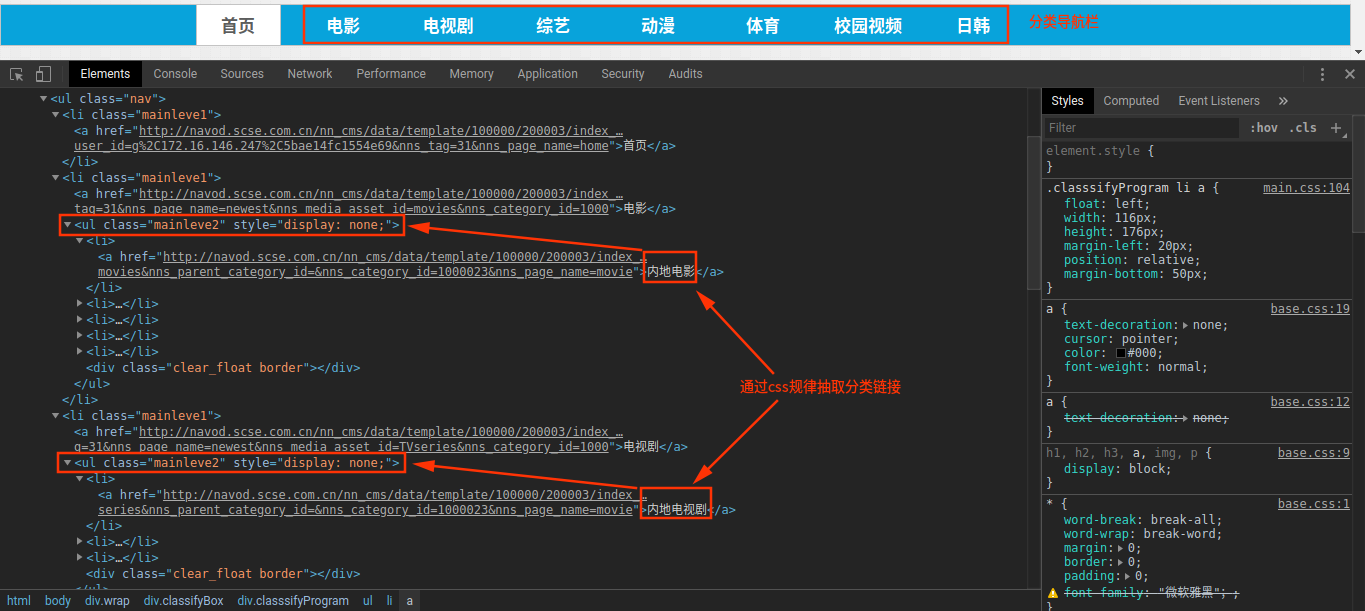 首页 电影 电视剧 综艺 动漫 体育 校园视频 日韩 分类导航栏
Elements Console Sources Network Performance Memory Application Security Audits
<ul class="nav">
<li class="mainleve1">
<a href="http://navod.scse.com.cn/nn_cms/data/template/100000/200003/index_…
user_id=g%2C172.16.146.247%2C5bae14fc1554e69&nns_tag=31&nns_page_name=home">首页</a>
</li>
<li class="mainleve1">
<a href="http://navod.scse.com.cn/nn_cms/data/template/100000/200003/index_…
tag=31&nns_page_name=newest&nns_media_asset_id=movies&nns_category_id=1000">电影</a>
<ul class="mainleve2" style="display: none;">
<li>
<a href="http://navod.scse.com.cn/nn_cms/data/template/100000/200003/index_…
movies&nns_parent_category_id=&nns_category_id=1000023&nns_page_name=movie">内地电影</a>
</li>
<li>…</li>
<li>…</li>
<li>…</li>
<li>…</li>
<div class="clear_float border"></div>
</ul>
</li>
通过css规律抽取分类链接
<li class="mainleve1">
<a href="http://navod.scse.com.cn/nn_cms/data/template/100000/200003/index_…
g=31&nns_page_name=newest&nns_media_asset_id=TVseries&nns_category_id=1000">电视剧</a>
<ul class="mainleve2" style="display: none;">
<li>
<a href="http://navod.scse.com.cn/nn_cms/data/template/100000/200003/index_…
series&nns_parent_category_id=&nns_category_id=1000023&nns_page_name=movie">内地电视剧</a>
</li>
<li>…</li>
<li>…</li>
<div class="clear_float border"></div>
</ul>
html body div.wrap div.classifyBox div.classsifyProgram ul li a
Styles Computed Event Listeners »
Filter :hov .cls +
element.style {
}
.classsifyProgram li a { main.css:104
float: left;
width: 116px;
height: 176px;
margin-left: 20px;
position: relative;
margin-bottom: 50px;
}
a { base.css:19
text-decoration: none;
cursor: pointer;
color: #000;
font-weight: normal;
}
a { base.css:12
text-decoration: none;
}
h1, h2, h3, a, img, p { base.css:9
display: block;
}
* { base.css:1
word-break: break-all;
word-wrap: break-word;
margin: 0;
border: 0;
padding: 0;
font-family: "微软雅黑"; ;
}